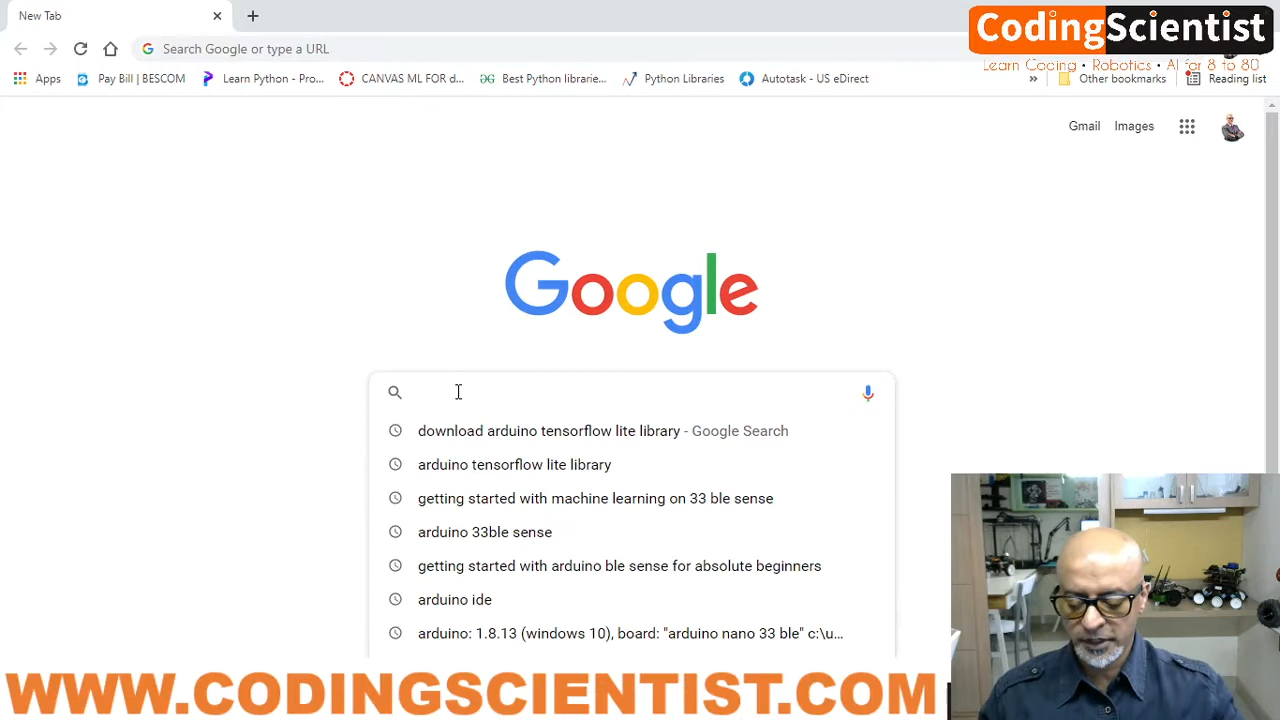 New Tab
CodingScientist
Search Google or type a URL
Learn Coding • Robotics • AI for 8 to 80
Apps
Pay Bill | BESCOM
Learn Python - Pro...
CANVAS ML FOR d...
Best Python librarie...
Python Libraries
Autotask - US eDirect
»
Other bookmarks
Reading list
Gmail
Images
Google
download arduino tensorflow lite library - Google Search
arduino tensorflow lite library
getting started with machine learning on 33 ble sense
arduino 33ble sense
getting started with arduino ble sense for absolute beginners
arduino ide
arduino: 1.8.13 (windows 10), board: "arduino nano 33 ble" c:\u...
WWW.CODINGSCIENTIST.COM